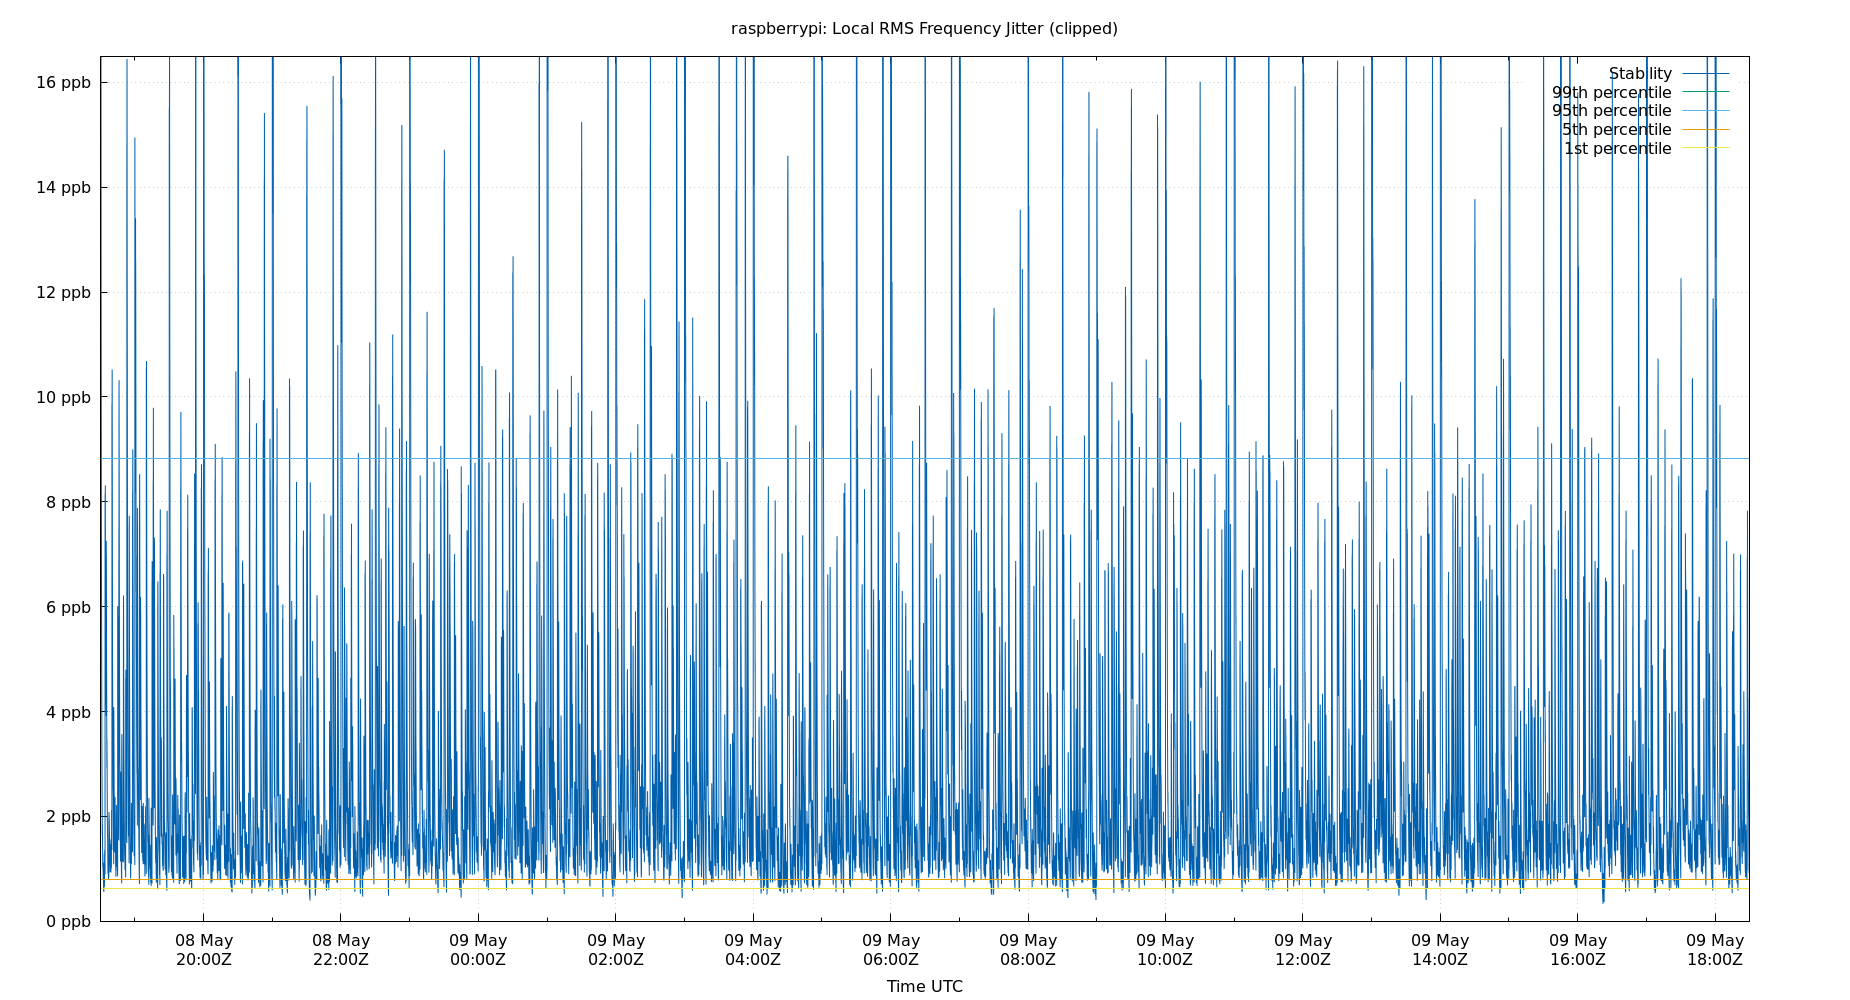 raspberrypi: Local RMS Frequency Jitter (clipped)
Stability
99th percentile
95th percentile
5th percentile
1st percentile
16 ppb
14 ppb
12 ppb
10 ppb
8 ppb
6 ppb
4 ppb
2 ppb
0 ppb
08 May 08 May 09 May 09 May 09 May 09 May 09 May 09 May 09 May 09 May 09 May 09 May
20:00Z 22:00Z 00:00Z 02:00Z 04:00Z 06:00Z 08:00Z 10:00Z 12:00Z 14:00Z 16:00Z 18:00Z
Time UTC